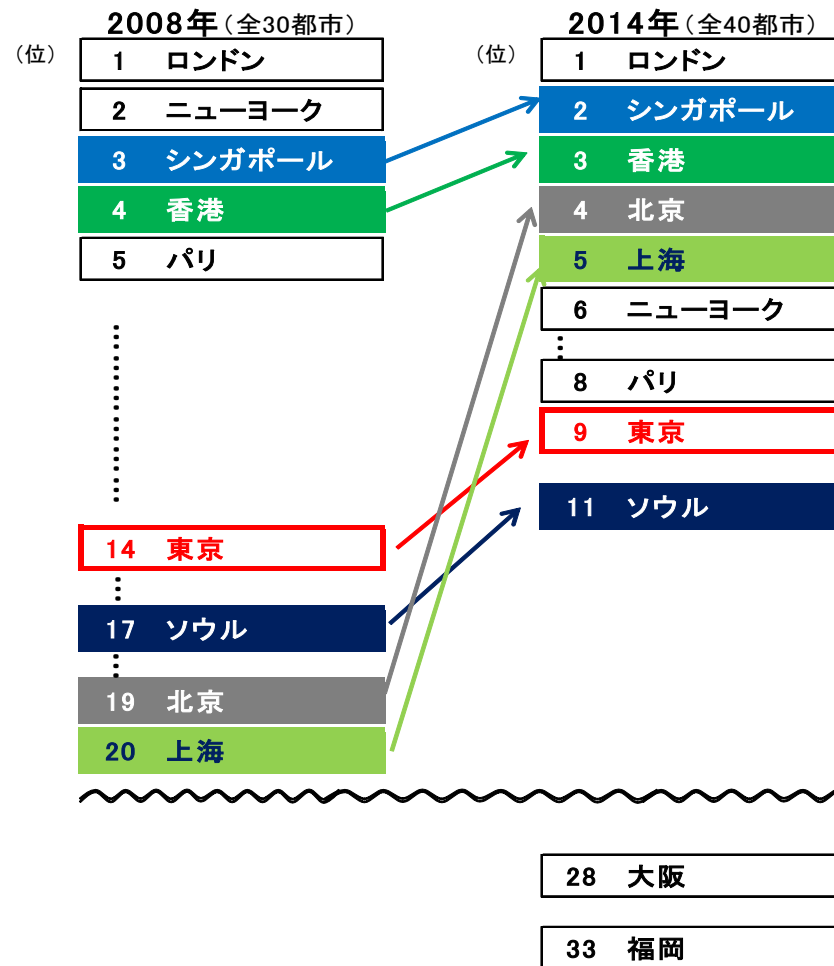 2008年（全30都市）
（位）
1 ロンドン
2 ニューヨーク
3 シンガポール
4 香港
5 パリ
14 東京
17 ソウル
19 北京
20 上海
2014年（全40都市）
（位）
1 ロンドン
2 シンガポール
3 香港
4 北京
5 上海
6 ニューヨーク
8 パリ
9 東京
11 ソウル
28 大阪
33 福岡